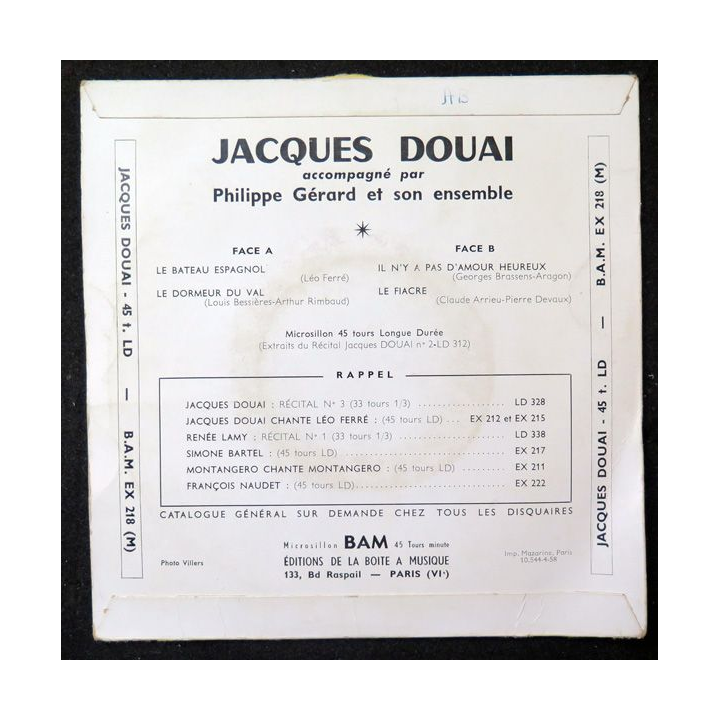 JACQUES DOUAI
accompagné par
Philippe Gérard et son ensemble
FACE A
LE BATEAU ESPAGNOL
(Léo Ferré)
LE DORMEUR DU VAL
(Louis Bessières-Arthur Rimbaud)
FACE B
IL N'Y A PAS D'AMOUR HEUREUX
(Georges Brassens-Aragon)
LE FIACRE
(Claude Arrieu-Pierre Devaux)
Microsillon 45 tours Longue Durée
(Extraits du Récital Jacques DOUAI n° 2-LD 312)
RAPPEL
JACQUES DOUAI : RÉCITAL N° 3 (33 tours 1/3) ................... LD 328
JACQUES DOUAI CHANTE LÉO FERRÉ : (45 tours LD) ... EX 212 et EX 215
RENÉE LAMY : RÉCITAL N° 1 (33 tours 1/3) ....................... LD 338
SIMONE BARTEL : (45 tours LD) ................................ EX 217
MONTANGERO CHANTE MONTANGERO : (45 tours LD) ............ EX 211
FRANÇOIS NAUDET : (45 tours LD) ............................... EX 222
CATALOGUE GÉNÉRAL SUR DEMANDE CHEZ TOUS LES DISQUAIRES
Microsillon BAM 45 Tours minute
ÉDITIONS DE LA BOITE A MUSIQUE
133, Bd Raspail — PARIS (VIe)
Photo Villers
Imp. Mazarine, Paris
10.544-4-58
JACQUES DOUAI - 45 t. LD — B.A.M. EX 218 (M)
JACQUES DOUAI - 45 t. LD — B.A.M. EX 218 (M)